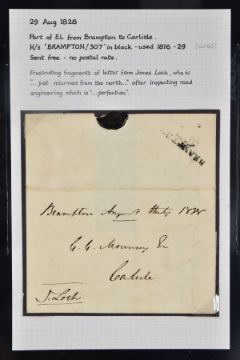 29 Aug 1828
Part of EL from Brampton to Carlisle.
H/s 'BRAMPTON/307' in black - used 1816 - 29
Sent free - no postal rate.
Frustrating fragments of letter from James Loch, who is
"... just returned from the north..." after inspecting road
engineering which is "... perfection".
Brampton August 1828
Esq
Carlisle
J. Loch